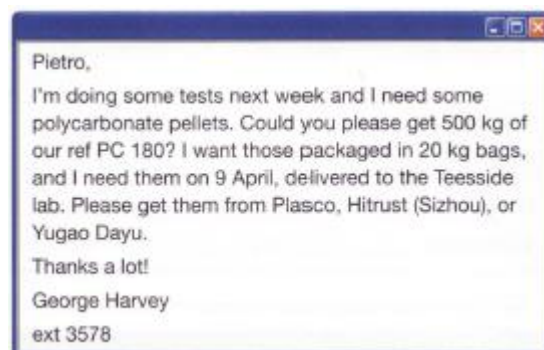 Pietro,
I'm doing some tests next week and I need some
polycarbonate pellets. Could you please get 500 kg of
our ref PC 180? I want those packaged in 20 kg bags,
and I need them on 9 April, delivered to the Teesside
lab. Please get them from Plasco, Hitrust (Sizhou), or
Yugao Dayu.
Thanks a lot!
George Harvey
ext 3578